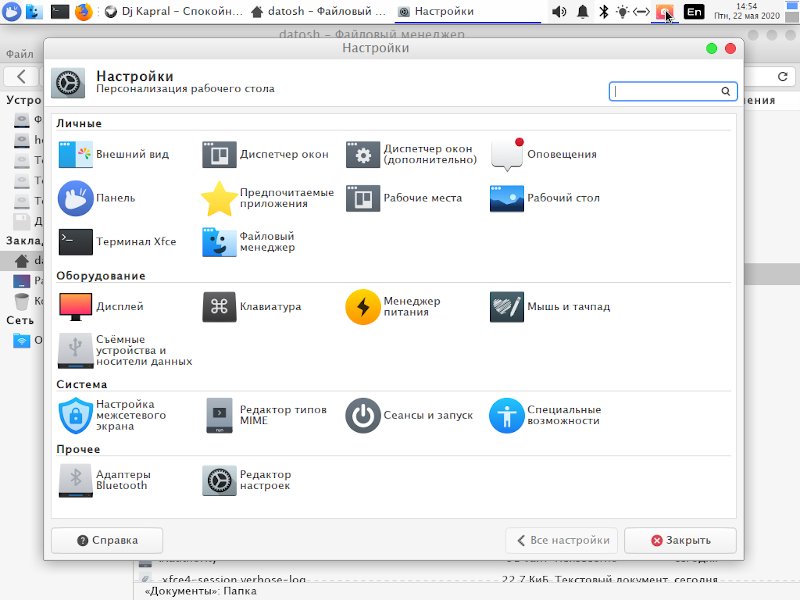 Dj Kapral – Спокойн...
datosh – Файловый ...
Настройки
En
14:54
Птн, 22 мая 2020
datosh – Файловый менеджер
Файл
Настройки
Настройки
Персонализация рабочего стола
Устро
Личные
Внешний вид
Диспетчер окон
Диспетчер окон
(дополнительно)
Оповещения
Панель
Предпочитаемые
приложения
Рабочие места
Рабочий стол
Терминал Xfce
Файловый
менеджер
Заклад
Оборудование
Дисплей
Клавиатура
Менеджер
питания
Мышь и тачпад
Съёмные
устройства и
носители данных
Сеть
Система
Настройка
межсетевого
экрана
Редактор типов
MIME
Сеансы и запуск
Специальные
возможности
Прочее
Адаптеры
Bluetooth
Редактор
настроек
Справка
Все настройки
Закрыть
xfce4-session.verbose-log
22,7 КиБ Текстовый документ сегодня
«Документы»: Папка